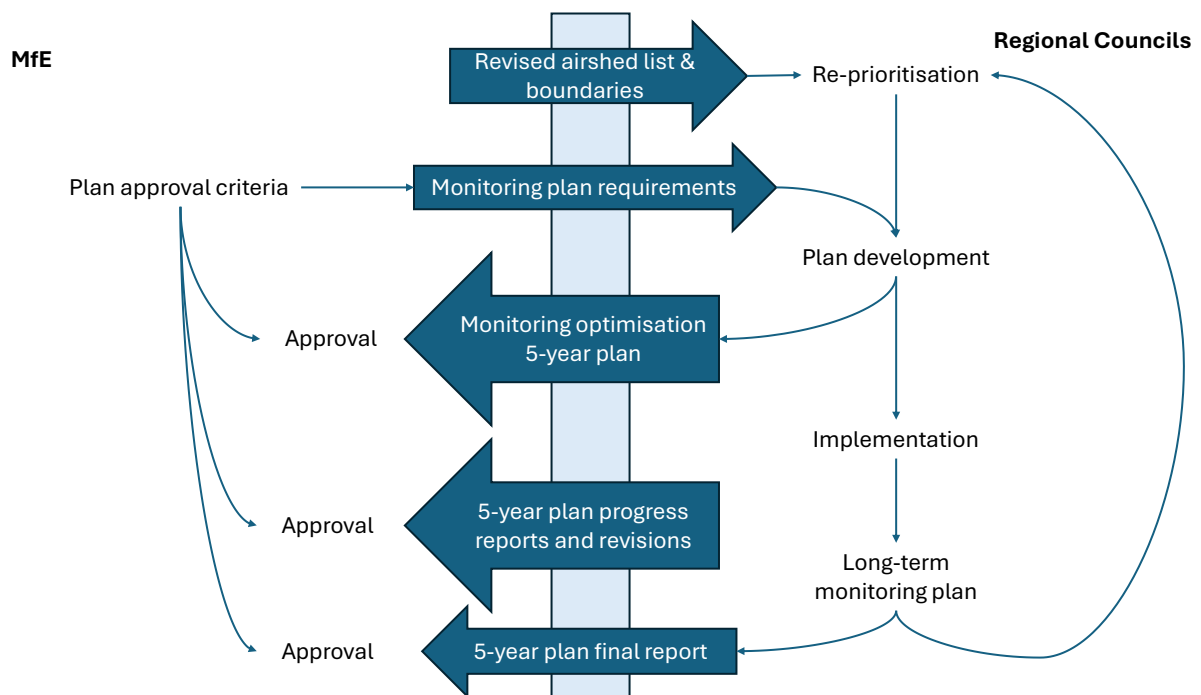 MfE
Regional Councils
Revised airshed list &
boundaries
Re-prioritisation
Plan approval criteria
Monitoring plan requirements
Plan development
Approval
Monitoring optimisation
5-year plan
Implementation
Approval
5-year plan progress
reports and revisions
Long-term
monitoring plan
Approval
5-year plan final report